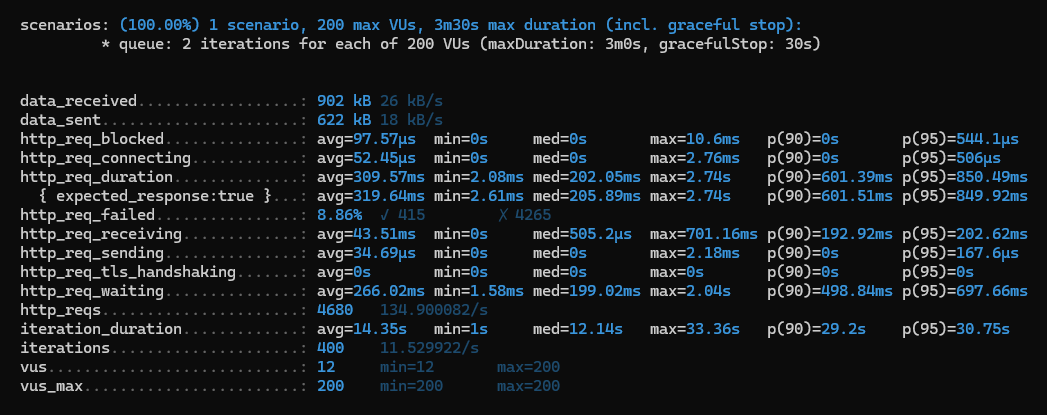 scenarios: (100.00%) 1 scenario, 200 max VUs, 3m30s max duration (incl. graceful stop):
* queue: 2 iterations for each of 200 VUs (maxDuration: 3m0s, gracefulStop: 30s)
data_received..................: 902 kB 26 kB/s
data_sent......................: 622 kB 18 kB/s
http_req_blocked...............: avg=97.57µs min=0s med=0s max=10.6ms p(90)=0s p(95)=544.1µs
http_req_connecting............: avg=52.45µs min=0s med=0s max=2.76ms p(90)=0s p(95)=506µs
http_req_duration..............: avg=309.57ms min=2.08ms med=202.05ms max=2.74s p(90)=601.39ms p(95)=850.49ms
{ expected_response:true }...: avg=319.64ms min=2.61ms med=205.89ms max=2.74s p(90)=601.51ms p(95)=849.92ms
http_req_failed................: 8.86% ✓ 415 ✗ 4265
http_req_receiving.............: avg=43.51ms min=0s med=505.2µs max=701.16ms p(90)=192.92ms p(95)=202.62ms
http_req_sending...............: avg=34.69µs min=0s med=0s max=2.18ms p(90)=0s p(95)=167.6µs
http_req_tls_handshaking.......: avg=0s min=0s med=0s max=0s p(90)=0s p(95)=0s
http_req_waiting...............: avg=266.02ms min=1.58ms med=199.02ms max=2.04s p(90)=498.84ms p(95)=697.66ms
http_reqs......................: 4680 134.900082/s
iteration_duration.............: avg=14.35s min=1s med=12.14s max=33.36s p(90)=29.2s p(95)=30.75s
iterations.....................: 400 11.529922/s
vus............................: 12 min=12 max=200
vus_max........................: 200 min=200 max=200